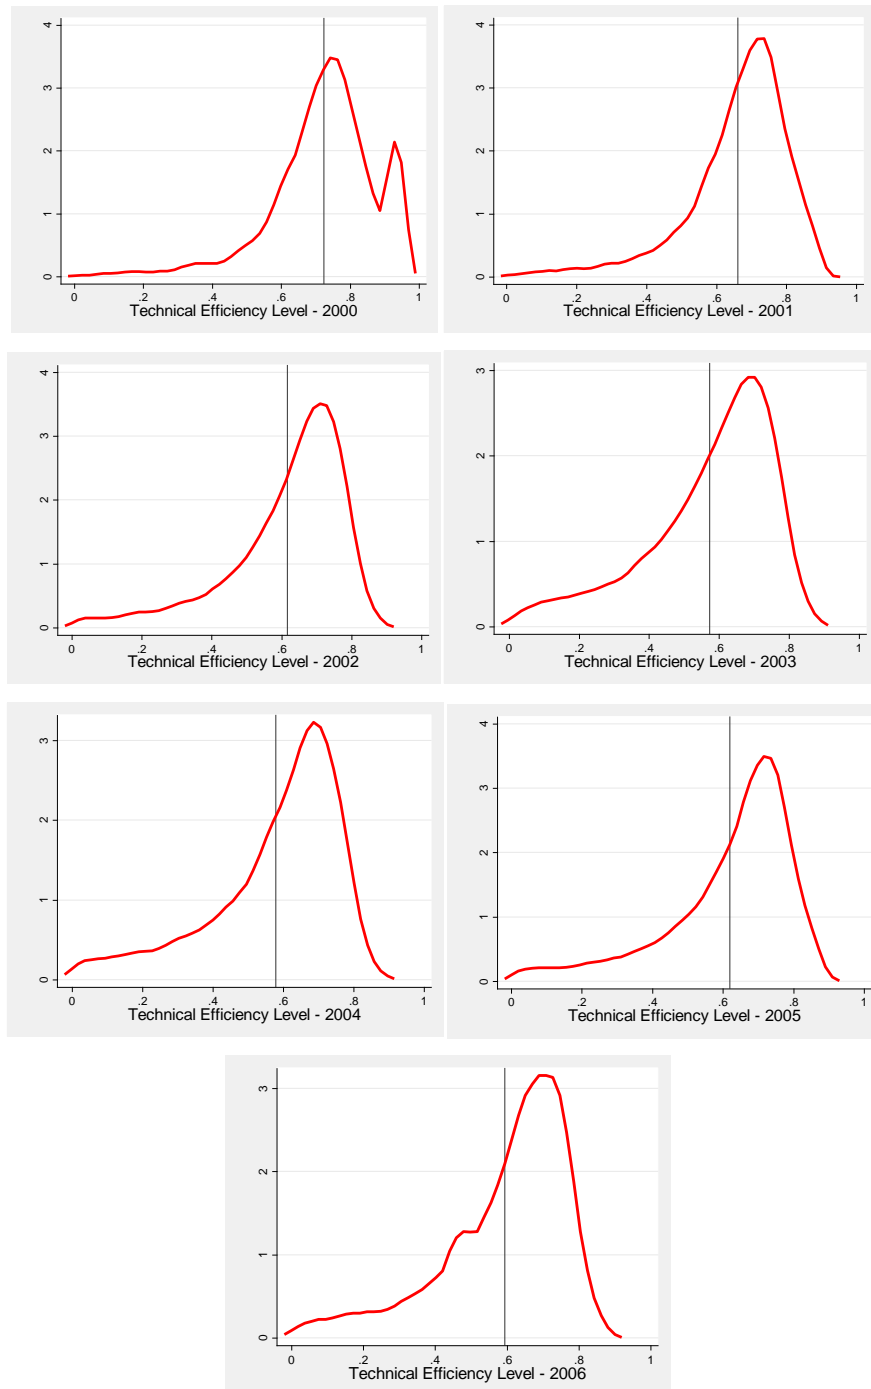 4
3
2
1
0
0 .2 .4 .6 .8 1
Technical Efficiency Level - 2000
4
3
2
1
0
0 .2 .4 .6 .8 1
Technical Efficiency Level - 2001
4
3
2
1
0
0 .2 .4 .6 .8 1
Technical Efficiency Level - 2002
3
2
1
0
0 .2 .4 .6 .8 1
Technical Efficiency Level - 2003
3
2
1
0
0 .2 .4 .6 .8 1
Technical Efficiency Level - 2004
4
3
2
1
0
0 .2 .4 .6 .8 1
Technical Efficiency Level - 2005
3
2
1
0
0 .2 .4 .6 .8 1
Technical Efficiency Level - 2006